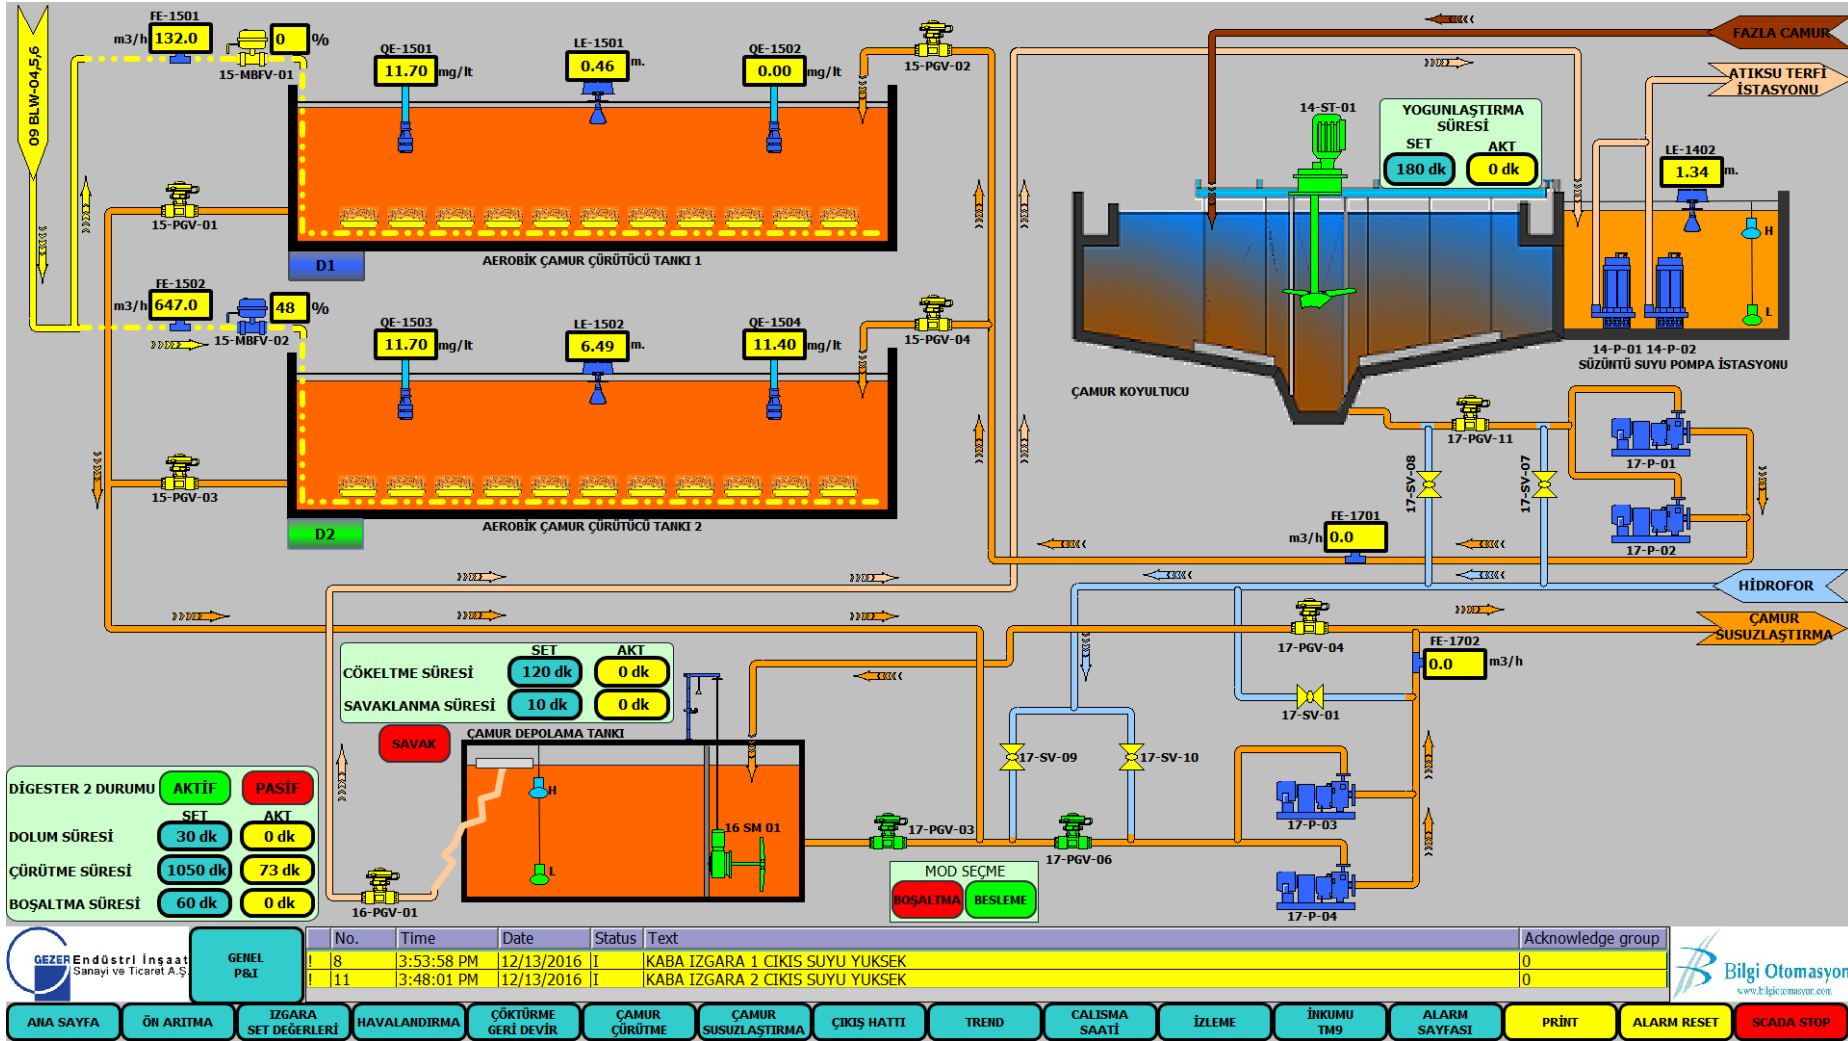 09 BLW-04,5,6
FE-1501
m3/h 132.0
15-MBFV-01
0 %
QE-1501
11.70 mg/lt
LE-1501
0.46 m.
QE-1502
0.00 mg/lt
15-PGV-02
FAZLA CAMUR
ATIKSU TERFİ
İSTASYONU
14-ST-01
YOGUNLAŞTIRMA
SÜRESİ
SET AKT
180 dk 0 dk
LE-1402
1.34 m.
H
L
14-P-01 14-P-02
SÜZÜNTÜ SUYU POMPA İSTASYONU
ÇAMUR KOYULTUCU
15-PGV-01
D1
AEROBİK ÇAMUR ÇÜRÜTÜCÜ TANKI 1
FE-1502
m3/h 647.0
15-MBFV-02
48 %
QE-1503
11.70 mg/lt
LE-1502
6.49 m.
QE-1504
11.40 mg/lt
15-PGV-04
15-PGV-03
D2
AEROBİK ÇAMUR ÇÜRÜTÜCÜ TANKI 2
17-PGV-11
17-SV-08
17-SV-07
17-P-01
17-P-02
FE-1701
m3/h 0.0
HİDROFOR
ÇAMUR
SUSUZLAŞTIRMA
17-PGV-04
FE-1702
0.0 m3/h
17-SV-01
SET AKT
CÖKELTME SÜRESİ 120 dk 0 dk
SAVAKLANMA SÜRESİ 10 dk 0 dk
SAVAK
ÇAMUR DEPOLAMA TANKI
H
L
16 SM 01
16-PGV-01
17-SV-09
17-SV-10
17-PGV-03
17-PGV-06
17-P-03
17-P-04
MOD SEÇME
BOŞALTMA BESLEME
DİGESTER 2 DURUMU AKTİF PASİF
SET AKT
DOLUM SÜRESİ 30 dk 0 dk
ÇÜRÜTME SÜRESİ 1050 dk 73 dk
BOŞALTMA SÜRESİ 60 dk 0 dk
GEZER Endüstri İnşaat
Sanayi ve Ticaret A.Ş.
GENEL
P&I
No. Time Date Status Text Acknowledge group
! 8 3:53:58 PM 12/13/2016 I KABA IZGARA 1 CIKIS SUYU YUKSEK 0
! 11 3:48:01 PM 12/13/2016 I KABA IZGARA 2 CIKIS SUYU YUKSEK 0
Bilgi Otomasyon
www.bilgiotomasyon.com
ANA SAYFA
ÖN ARITMA
IZGARA
SET DEĞERLERİ
HAVALANDIRMA
ÇÖKTÜRME
GERİ DEVİR
ÇAMUR
ÇÜRÜTME
ÇAMUR
SUSUZLAŞTIRMA
ÇIKIŞ HATTI
TREND
CALISMA
SAATİ
İZLEME
İNKUMU
TM9
ALARM
SAYFASI
PRİNT
ALARM RESET
SCADA STOP